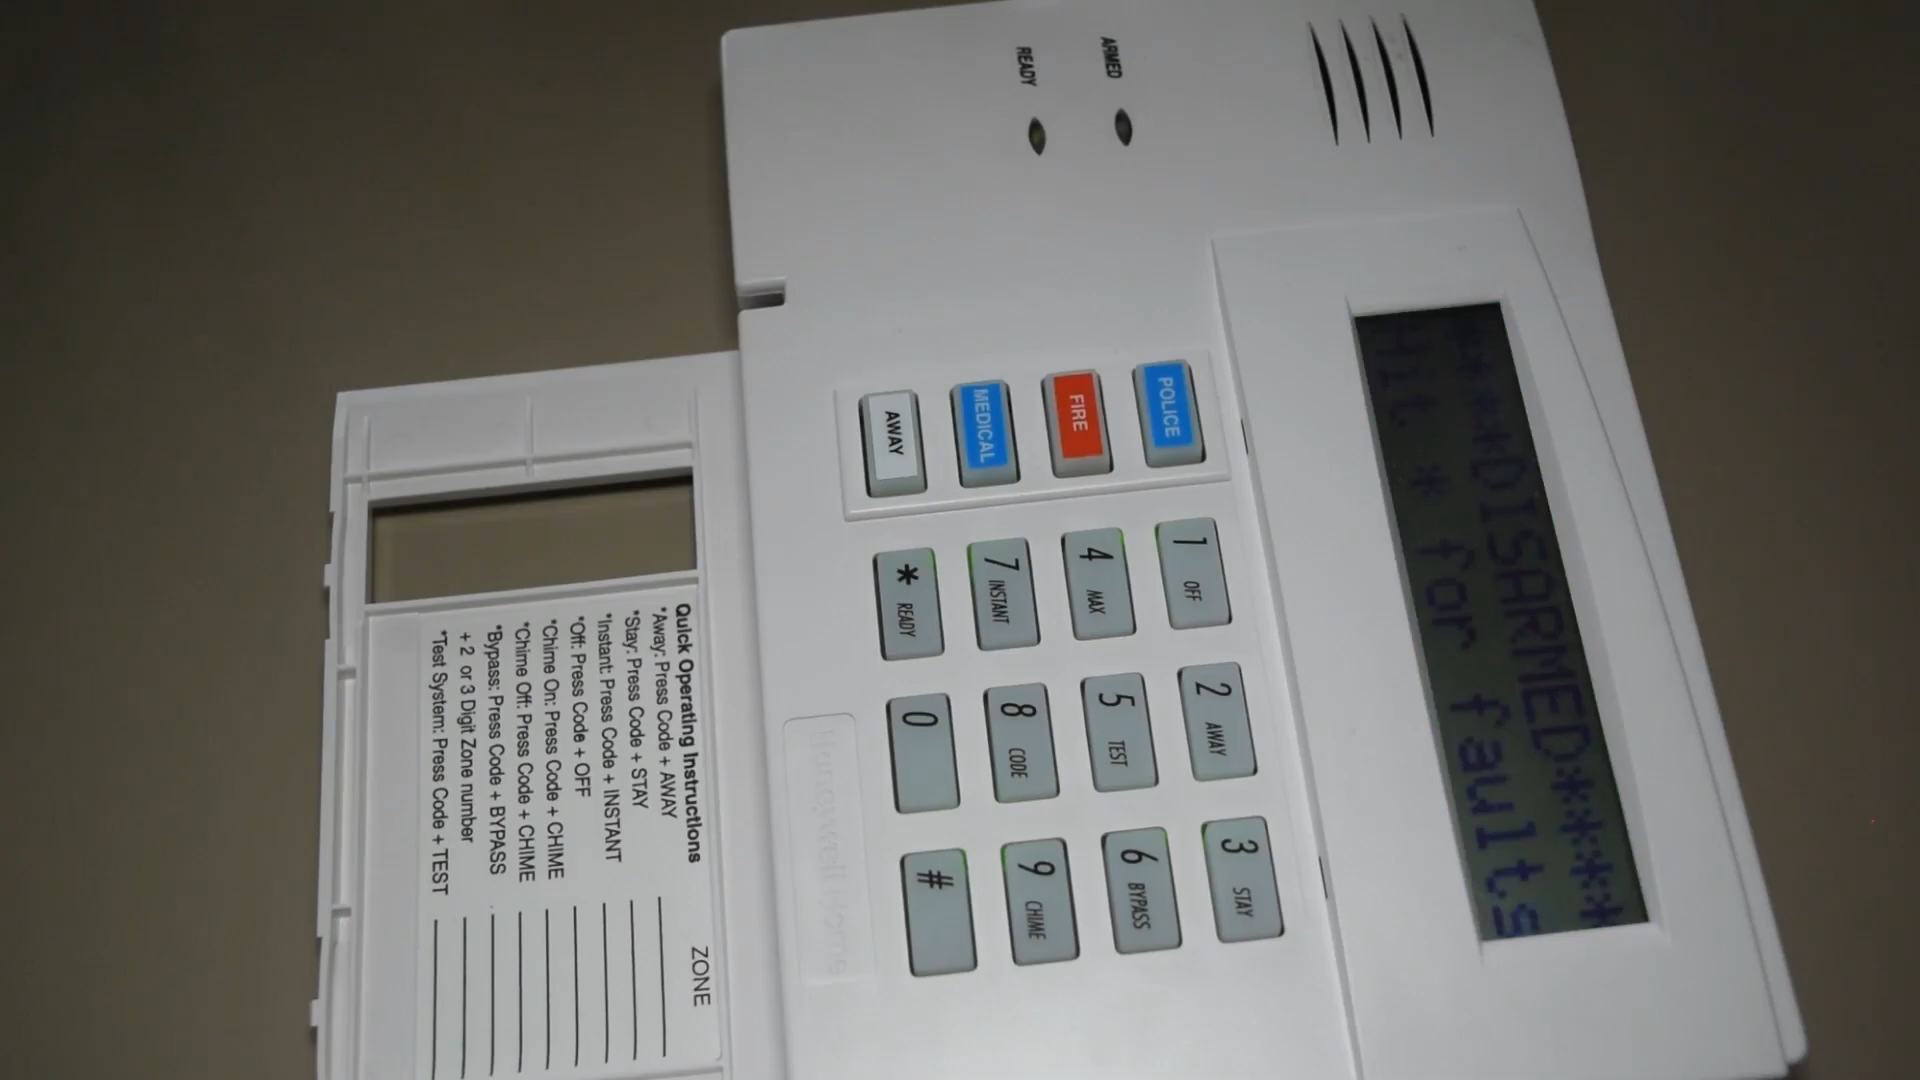 ARMED
READY
****DISARMED****
Hit * for faults
POLICE
FIRE
MEDICAL
AWAY
1 OFF
2 AWAY
3 STAY
4 MAX
5 TEST
6 BYPASS
7 INSTANT
8 CODE
9 CHIME
* READY
0
#
Honeywell Home
Quick Operating Instructions
*Away: Press Code + AWAY
*Stay: Press Code + STAY
*Instant: Press Code + INSTANT
*Off: Press Code + OFF
*Chime On: Press Code + CHIME
*Chime Off: Press Code + CHIME
*Bypass: Press Code + BYPASS
+ 2 or 3 Digit Zone number
*Test System: Press Code + TEST
ZONE